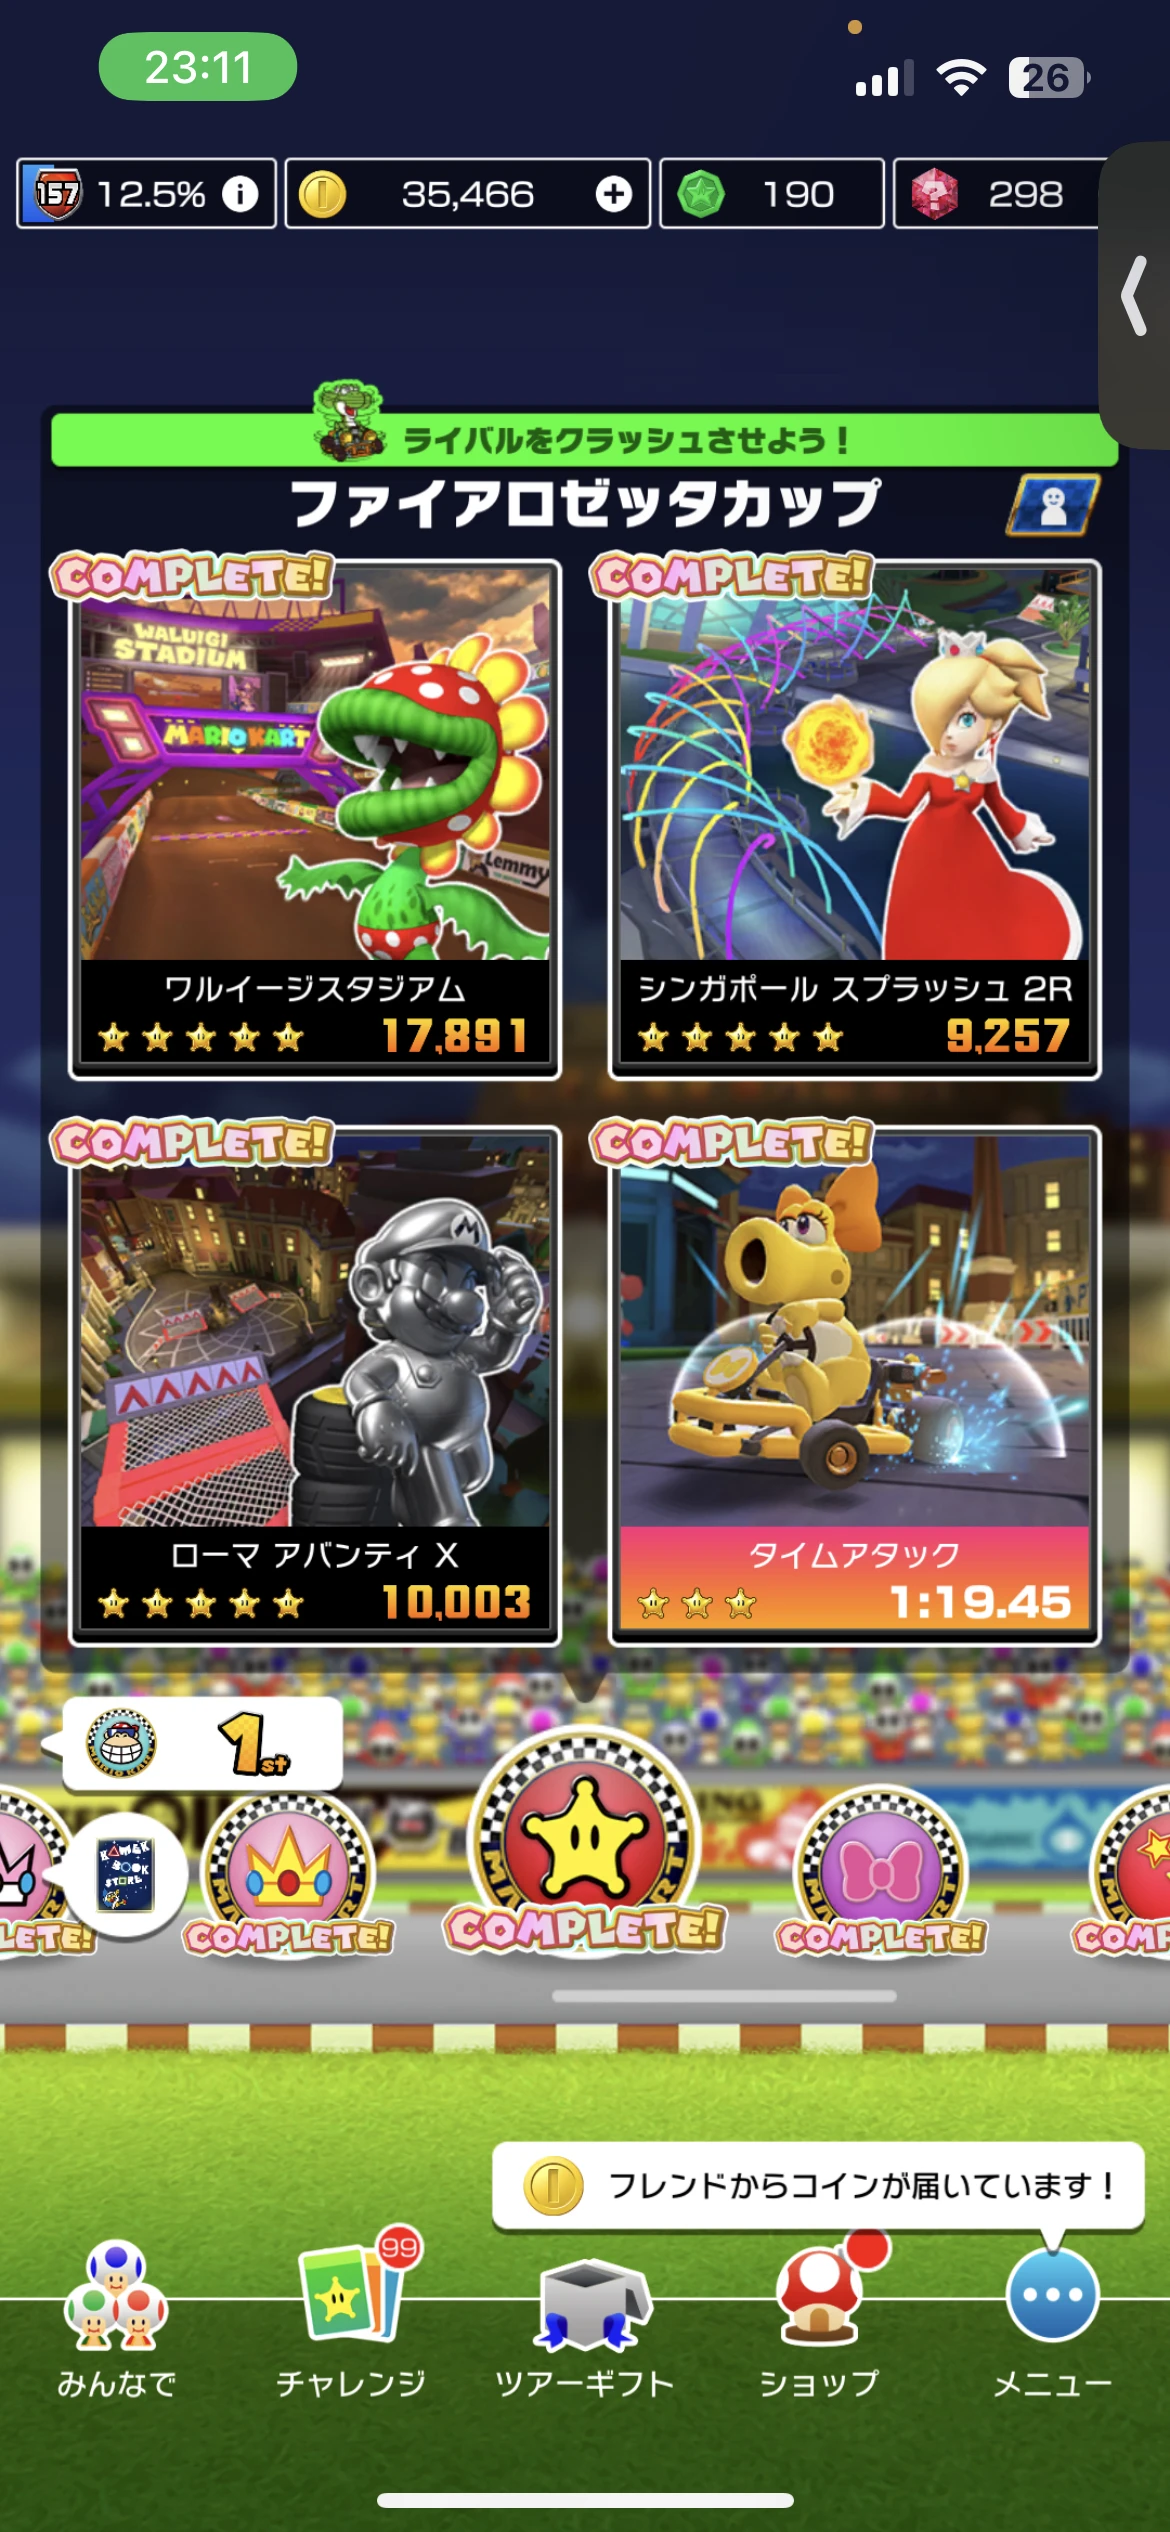 23:11
26
157 12.5% i
35,466 +
190
? 298
ライバルをクラッシュさせよう！
ファイアロゼッタカップ
COMPLETE!
WALUIGI
STADIUM
MARIO KART
Lemmy
ワルイージスタジアム
17,891
COMPLETE!
シンガポール スプラッシュ 2R
9,257
COMPLETE!
M
ローマ アバンティ X
10,003
COMPLETE!
タイムアタック
1:19.45
1st
KAMEK
BOOK
STORE
COMPLETE!
COMPLETE!
COMPLETE!
フレンドからコインが届いています！
みんなで
99
チャレンジ
ツアーギフト
ショップ
メニュー